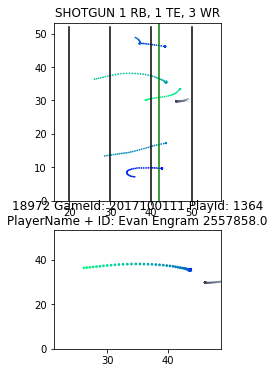 SHOTGUN 1 RB, 1 TE, 3 WR
50
40
30
20
10
0
20 30 40 50
18972 GameId: 2017100111 PlayId: 1364
PlayerName + ID: Evan Engram 2557858.0
40
20
0
30 40